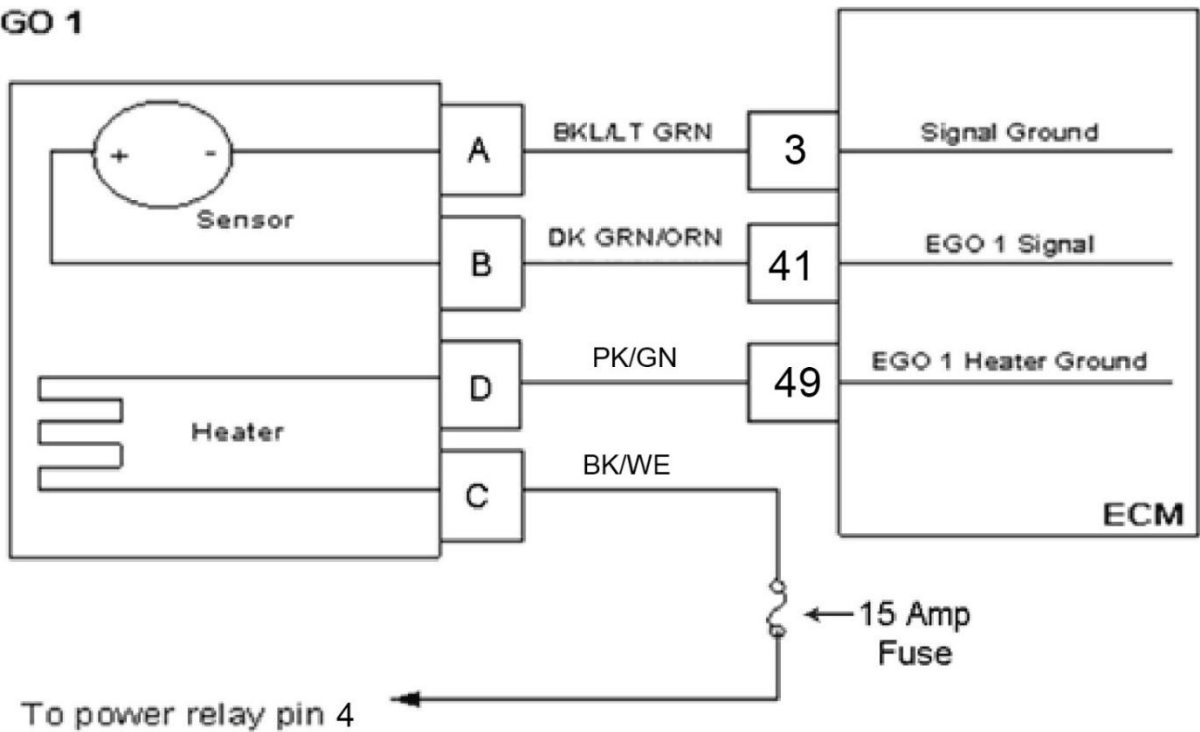 GO 1
+ -
Sensor
Heater
A
B
D
C
BKL/LT GRN
DK GRN/ORN
PK/GN
BK/WE
3
41
49
Signal Ground
EGO 1 Signal
EGO 1 Heater Ground
ECM
15 Amp
Fuse
To power relay pin 4